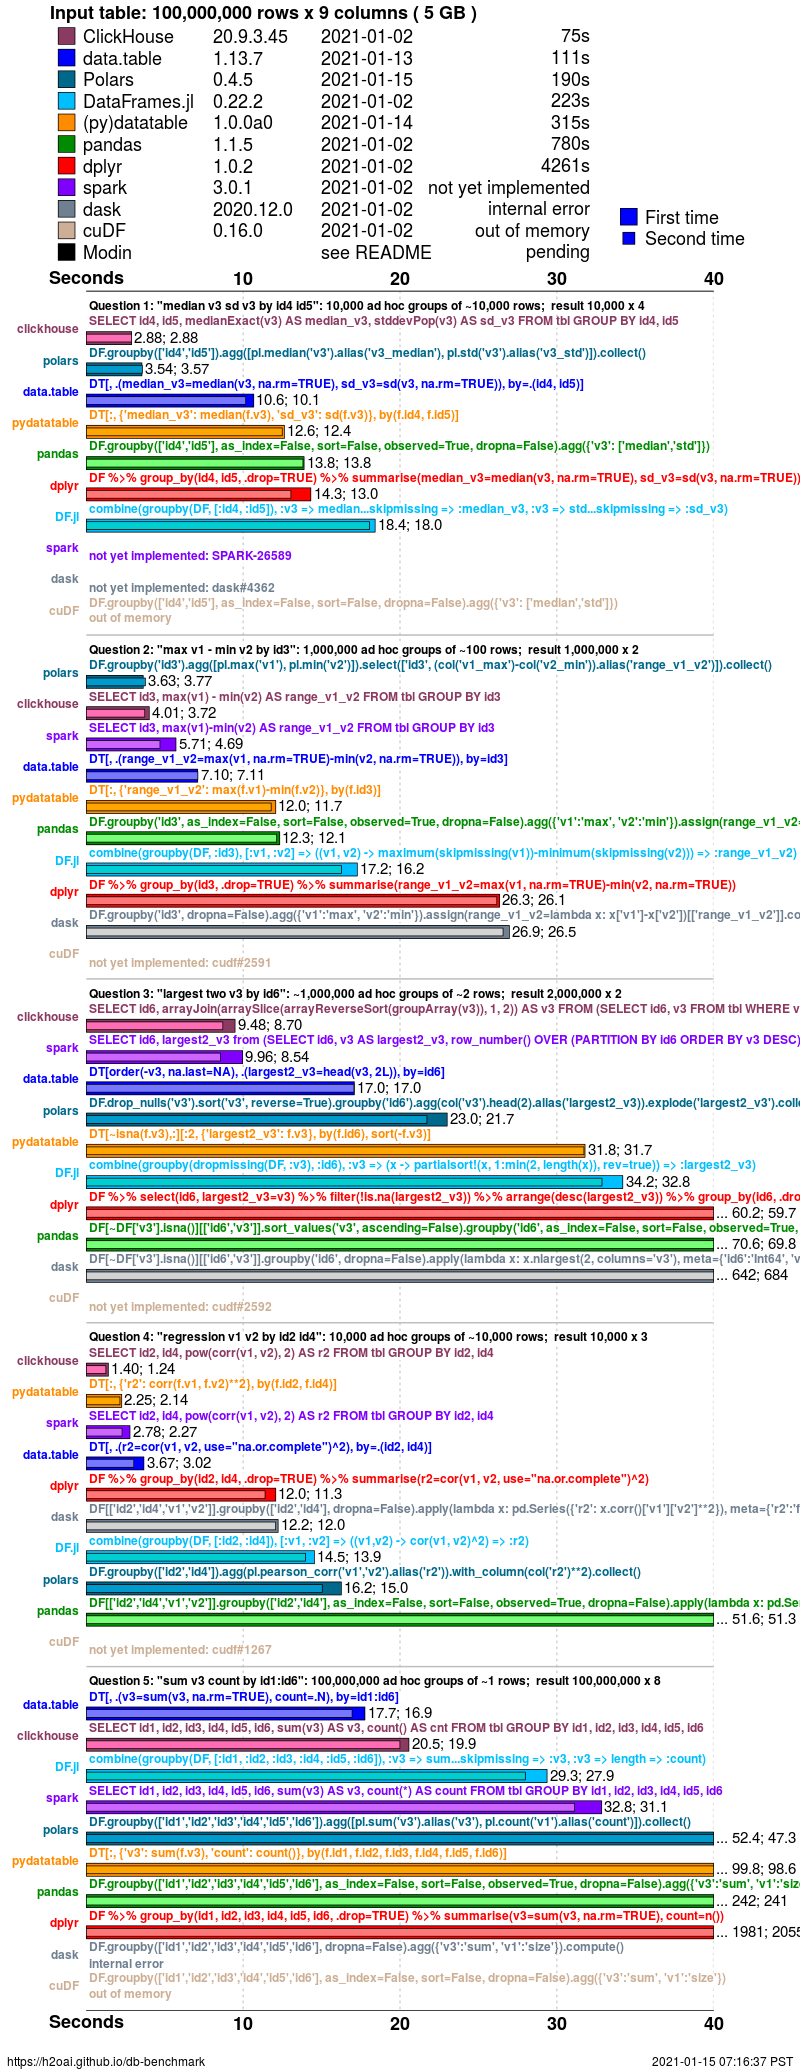 Input table: 100,000,000 rows x 9 columns ( 5 GB )
ClickHouse 20.9.3.45 2021-01-02 75s
data.table 1.13.7 2021-01-13 111s
Polars 0.4.5 2021-01-15 190s
DataFrames.jl 0.22.2 2021-01-02 223s
(py)datatable 1.0.0a0 2021-01-14 315s
pandas 1.1.5 2021-01-02 780s
dplyr 1.0.2 2021-01-02 4261s
spark 3.0.1 2021-01-02 not yet implemented
dask 2020.12.0 2021-01-02 internal error
cuDF 0.16.0 2021-01-02 out of memory
Modin see README pending
First time
Second time
Seconds 10 20 30 40
Question 1: "median v3 sd v3 by id4 id5": 10,000 ad hoc groups of ~10,000 rows; result 10,000 x 4
SELECT id4, id5, medianExact(v3) AS median_v3, stddevPop(v3) AS sd_v3 FROM tbl GROUP BY id4, id5
clickhouse 2.88; 2.88
DF.groupby(['id4','id5']).agg([pl.median('v3').alias('v3_median'), pl.std('v3').alias('v3_std')]).collect()
polars 3.54; 3.57
DT[, .(median_v3=median(v3, na.rm=TRUE), sd_v3=sd(v3, na.rm=TRUE)), by=.(id4, id5)]
data.table 10.6; 10.1
DT[:, {'median_v3': median(f.v3), 'sd_v3': sd(f.v3)}, by(f.id4, f.id5)]
pydatatable 12.6; 12.4
DF.groupby(['id4','id5'], as_index=False, sort=False, observed=True, dropna=False).agg({'v3': ['median','std']})
pandas 13.8; 13.8
DF %>% group_by(id4, id5, .drop=TRUE) %>% summarise(median_v3=median(v3, na.rm=TRUE), sd_v3=sd(v3, na.rm=TRUE))
dplyr 14.3; 13.0
combine(groupby(DF, [:id4, :id5]), :v3 => median...skipmissing => :median_v3, :v3 => std...skipmissing => :sd_v3)
DF.jl 18.4; 18.0
spark not yet implemented: SPARK-26589
dask not yet implemented: dask#4362
DF.groupby(['id4','id5'], as_index=False, sort=False, dropna=False).agg({'v3': ['median','std']})
cuDF out of memory
Question 2: "max v1 - min v2 by id3": 1,000,000 ad hoc groups of ~100 rows; result 1,000,000 x 2
DF.groupby('id3').agg([pl.max('v1'), pl.min('v2')]).select(['id3', (col('v1_max')-col('v2_min')).alias('range_v1_v2')]).collect()
polars 3.63; 3.77
SELECT id3, max(v1) - min(v2) AS range_v1_v2 FROM tbl GROUP BY id3
clickhouse 4.01; 3.72
SELECT id3, max(v1)-min(v2) AS range_v1_v2 FROM tbl GROUP BY id3
spark 5.71; 4.69
DT[, .(range_v1_v2=max(v1, na.rm=TRUE)-min(v2, na.rm=TRUE)), by=id3]
data.table 7.10; 7.11
DT[:, {'range_v1_v2': max(f.v1)-min(f.v2)}, by(f.id3)]
pydatatable 12.0; 11.7
DF.groupby('id3', as_index=False, sort=False, observed=True, dropna=False).agg({'v1':'max', 'v2':'min'}).assign(range_v1_v2=
pandas 12.3; 12.1
combine(groupby(DF, :id3), [:v1, :v2] => ((v1, v2) -> maximum(skipmissing(v1))-minimum(skipmissing(v2))) => :range_v1_v2)
DF.jl 17.2; 16.2
DF %>% group_by(id3, .drop=TRUE) %>% summarise(range_v1_v2=max(v1, na.rm=TRUE)-min(v2, na.rm=TRUE))
dplyr 26.3; 26.1
DF.groupby('id3', dropna=False).agg({'v1':'max', 'v2':'min'}).assign(range_v1_v2=lambda x: x['v1']-x['v2'])[['range_v1_v2']].co
dask 26.9; 26.5
cuDF not yet implemented: cudf#2591
Question 3: "largest two v3 by id6": ~1,000,000 ad hoc groups of ~2 rows; result 2,000,000 x 2
SELECT id6, arrayJoin(arraySlice(arrayReverseSort(groupArray(v3)), 1, 2)) AS v3 FROM (SELECT id6, v3 FROM tbl WHERE v
clickhouse 9.48; 8.70
SELECT id6, largest2_v3 from (SELECT id6, v3 AS largest2_v3, row_number() OVER (PARTITION BY id6 ORDER BY v3 DESC)
spark 9.96; 8.54
DT[order(-v3, na.last=NA), .(largest2_v3=head(v3, 2L)), by=id6]
data.table 17.0; 17.0
DF.drop_nulls('v3').sort('v3', reverse=True).groupby('id6').agg(col('v3').head(2).alias('largest2_v3')).explode('largest2_v3').colle
polars 23.0; 21.7
DT[~isna(f.v3),:][:2, {'largest2_v3': f.v3}, by(f.id6), sort(-f.v3)]
pydatatable 31.8; 31.7
combine(groupby(dropmissing(DF, :v3), :id6), :v3 => (x -> partialsort!(x, 1:min(2, length(x)), rev=true)) => :largest2_v3)
DF.jl 34.2; 32.8
DF %>% select(id6, largest2_v3=v3) %>% filter(!is.na(largest2_v3)) %>% arrange(desc(largest2_v3)) %>% group_by(id6, .dro
dplyr ... 60.2; 59.7
DF[~DF['v3'].isna()][['id6','v3']].sort_values('v3', ascending=False).groupby('id6', as_index=False, sort=False, observed=True,
pandas ... 70.6; 69.8
DF[~DF['v3'].isna()][['id6','v3']].groupby('id6', dropna=False).apply(lambda x: x.nlargest(2, columns='v3'), meta={'id6':'Int64', 'v
dask ... 642; 684
cuDF not yet implemented: cudf#2592
Question 4: "regression v1 v2 by id2 id4": 10,000 ad hoc groups of ~10,000 rows; result 10,000 x 3
SELECT id2, id4, pow(corr(v1, v2), 2) AS r2 FROM tbl GROUP BY id2, id4
clickhouse 1.40; 1.24
DT[:, {'r2': corr(f.v1, f.v2)**2}, by(f.id2, f.id4)]
pydatatable 2.25; 2.14
SELECT id2, id4, pow(corr(v1, v2), 2) AS r2 FROM tbl GROUP BY id2, id4
spark 2.78; 2.27
DT[, .(r2=cor(v1, v2, use="na.or.complete")^2), by=.(id2, id4)]
data.table 3.67; 3.02
DF %>% group_by(id2, id4, .drop=TRUE) %>% summarise(r2=cor(v1, v2, use="na.or.complete")^2)
dplyr 12.0; 11.3
DF[['id2','id4','v1','v2']].groupby(['id2','id4'], dropna=False).apply(lambda x: pd.Series({'r2': x.corr()['v1']['v2']**2}), meta={'r2':'f
dask 12.2; 12.0
combine(groupby(DF, [:id2, :id4]), [:v1, :v2] => ((v1,v2) -> cor(v1, v2)^2) => :r2)
DF.jl 14.5; 13.9
DF.groupby(['id2','id4']).agg(pl.pearson_corr('v1','v2').alias('r2')).with_column(col('r2')**2).collect()
polars 16.2; 15.0
DF[['id2','id4','v1','v2']].groupby(['id2','id4'], as_index=False, sort=False, observed=True, dropna=False).apply(lambda x: pd.Se
pandas ... 51.6; 51.3
cuDF not yet implemented: cudf#1267
Question 5: "sum v3 count by id1:id6": 100,000,000 ad hoc groups of ~1 rows; result 100,000,000 x 8
DT[, .(v3=sum(v3, na.rm=TRUE), count=.N), by=id1:id6]
data.table 17.7; 16.9
SELECT id1, id2, id3, id4, id5, id6, sum(v3) AS v3, count() AS cnt FROM tbl GROUP BY id1, id2, id3, id4, id5, id6
clickhouse 20.5; 19.9
combine(groupby(DF, [:id1, :id2, :id3, :id4, :id5, :id6]), :v3 => sum...skipmissing => :v3, :v3 => length => :count)
DF.jl 29.3; 27.9
SELECT id1, id2, id3, id4, id5, id6, sum(v3) AS v3, count(*) AS count FROM tbl GROUP BY id1, id2, id3, id4, id5, id6
spark 32.8; 31.1
DF.groupby(['id1','id2','id3','id4','id5','id6']).agg([pl.sum('v3').alias('v3'), pl.count('v1').alias('count')]).collect()
polars ... 52.4; 47.3
DT[:, {'v3': sum(f.v3), 'count': count()}, by(f.id1, f.id2, f.id3, f.id4, f.id5, f.id6)]
pydatatable ... 99.8; 98.6
DF.groupby(['id1','id2','id3','id4','id5','id6'], as_index=False, sort=False, observed=True, dropna=False).agg({'v3':'sum', 'v1':'size
pandas ... 242; 241
DF %>% group_by(id1, id2, id3, id4, id5, id6, .drop=TRUE) %>% summarise(v3=sum(v3, na.rm=TRUE), count=n())
dplyr ... 1981; 2055
DF.groupby(['id1','id2','id3','id4','id5','id6'], dropna=False).agg({'v3':'sum', 'v1':'size'}).compute()
dask internal error
DF.groupby(['id1','id2','id3','id4','id5','id6'], as_index=False, sort=False, dropna=False).agg({'v3':'sum', 'v1':'size'})
cuDF out of memory
Seconds 10 20 30 40
https://h2oai.github.io/db-benchmark 2021-01-15 07:16:37 PST